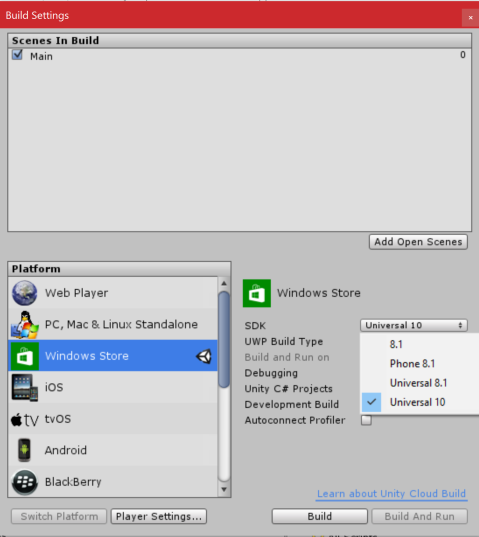 Build Settings
Scenes In Build
Main 0
Add Open Scenes
Platform
Web Player
PC, Mac & Linux Standalone
Windows Store
iOS
tv tvOS
Android
BlackBerry
Windows Store
SDK Universal 10
UWP Build Type
Build and Run on
Debugging
Unity C# Projects
Development Build
Autoconnect Profiler
8.1
Phone 8.1
Universal 8.1
Universal 10
Learn about Unity Cloud Build
Switch Platform Player Settings... Build Build And Run